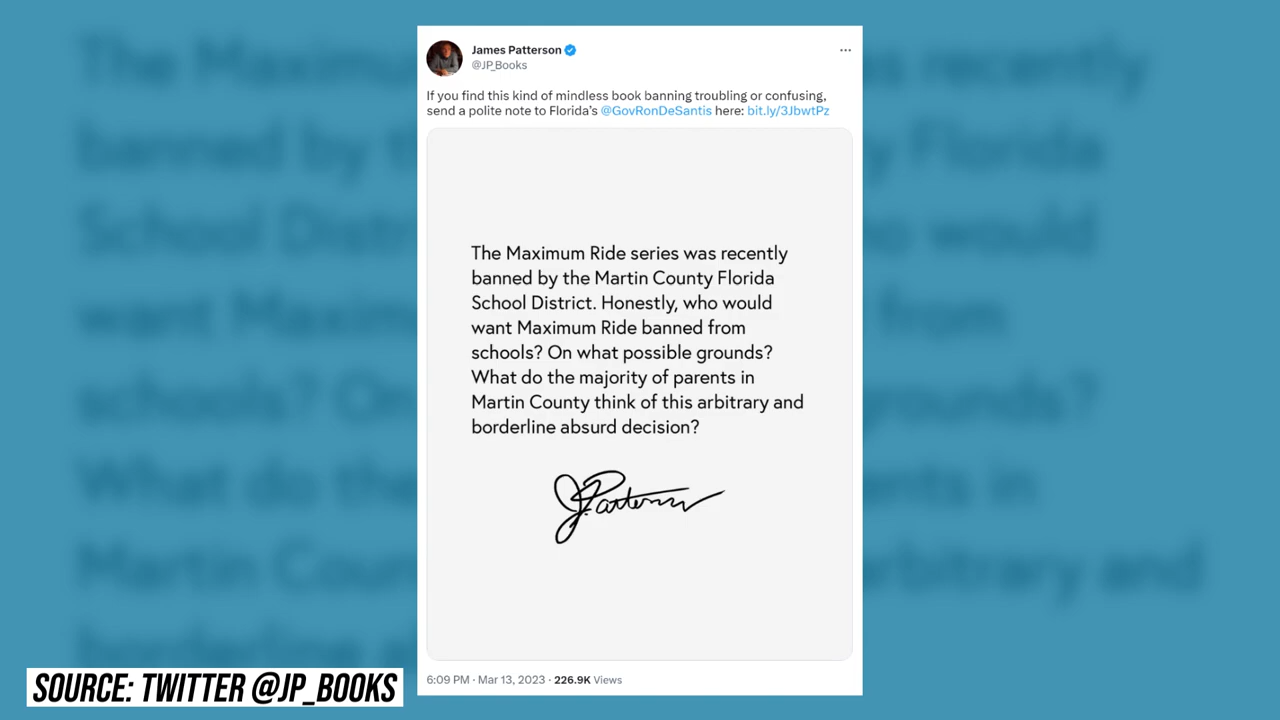 James Patterson
@JP_Books
If you find this kind of mindless book banning troubling or confusing,
send a polite note to Florida's @GovRonDeSantis here: bit.ly/3JbwtPz
The Maximum Ride series was recently
banned by the Martin County Florida
School District. Honestly, who would
want Maximum Ride banned from
schools? On what possible grounds?
What do the majority of parents in
Martin County think of this arbitrary and
borderline absurd decision?
J. Patterson
6:09 PM · Mar 13, 2023 · 226.9K Views
SOURCE: TWITTER @JP_BOOKS